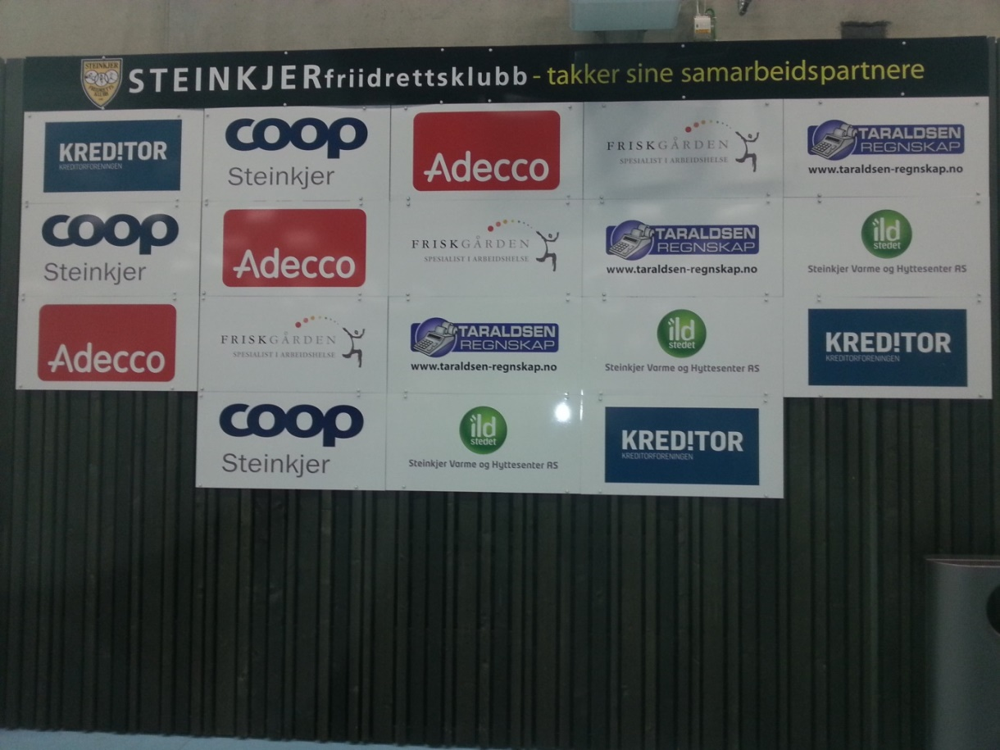 STEINKJERfriidrettsklubb - takker sine samarbeidspartnere
KRED!TOR
KREDITORFORENINGEN
coop
Steinkjer
Adecco
FRISKGÅRDEN
SPESIALIST I ARBEIDSHELSE
TARALDSEN
REGNSKAP
www.taraldsen-regnskap.no
coop
Steinkjer
Adecco
FRISKGÅRDEN
SPESIALIST I ARBEIDSHELSE
TARALDSEN
REGNSKAP
www.taraldsen-regnskap.no
ild
stedet
Steinkjer Varme og Hyttesenter AS
Adecco
FRISKGÅRDEN
SPESIALIST I ARBEIDSHELSE
TARALDSEN
REGNSKAP
www.taraldsen-regnskap.no
ild
stedet
Steinkjer Varme og Hyttesenter AS
KRED!TOR
KREDITORFORENINGEN
coop
Steinkjer
ild
stedet
Steinkjer Varme og Hyttesenter AS
KRED!TOR
KREDITORFORENINGEN